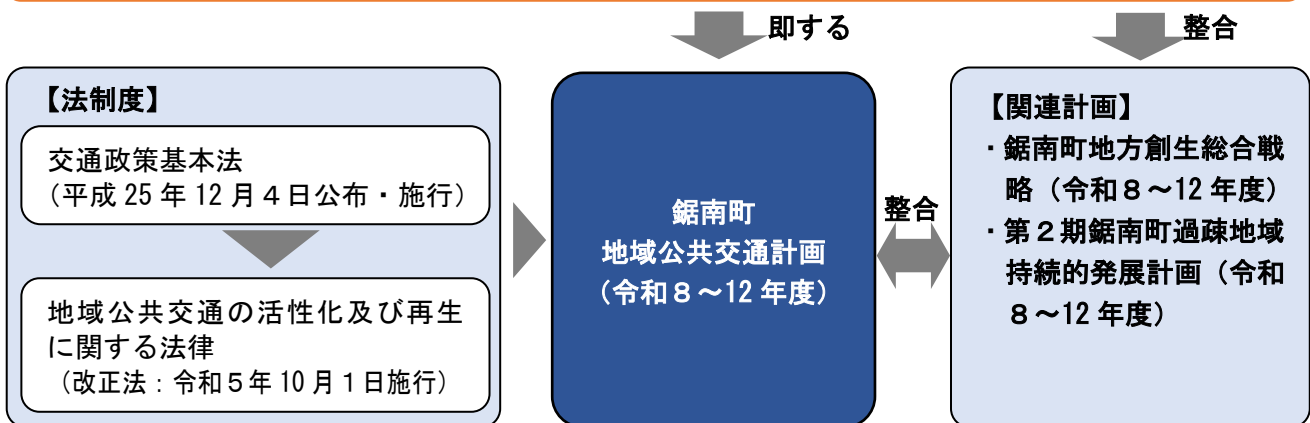 即する
整合
【法制度】
交通政策基本法
（平成 25 年 12 月４日公布・施行）
地域公共交通の活性化及び再生
に関する法律
（改正法：令和５年 10 月１日施行）
鋸南町
地域公共交通計画
（令和８～12 年度）
整合
【関連計画】
・鋸南町地方創生総合戦
略（令和８～12 年度）
・第２期鋸南町過疎地域
持続的発展計画（令和
８～12 年度）